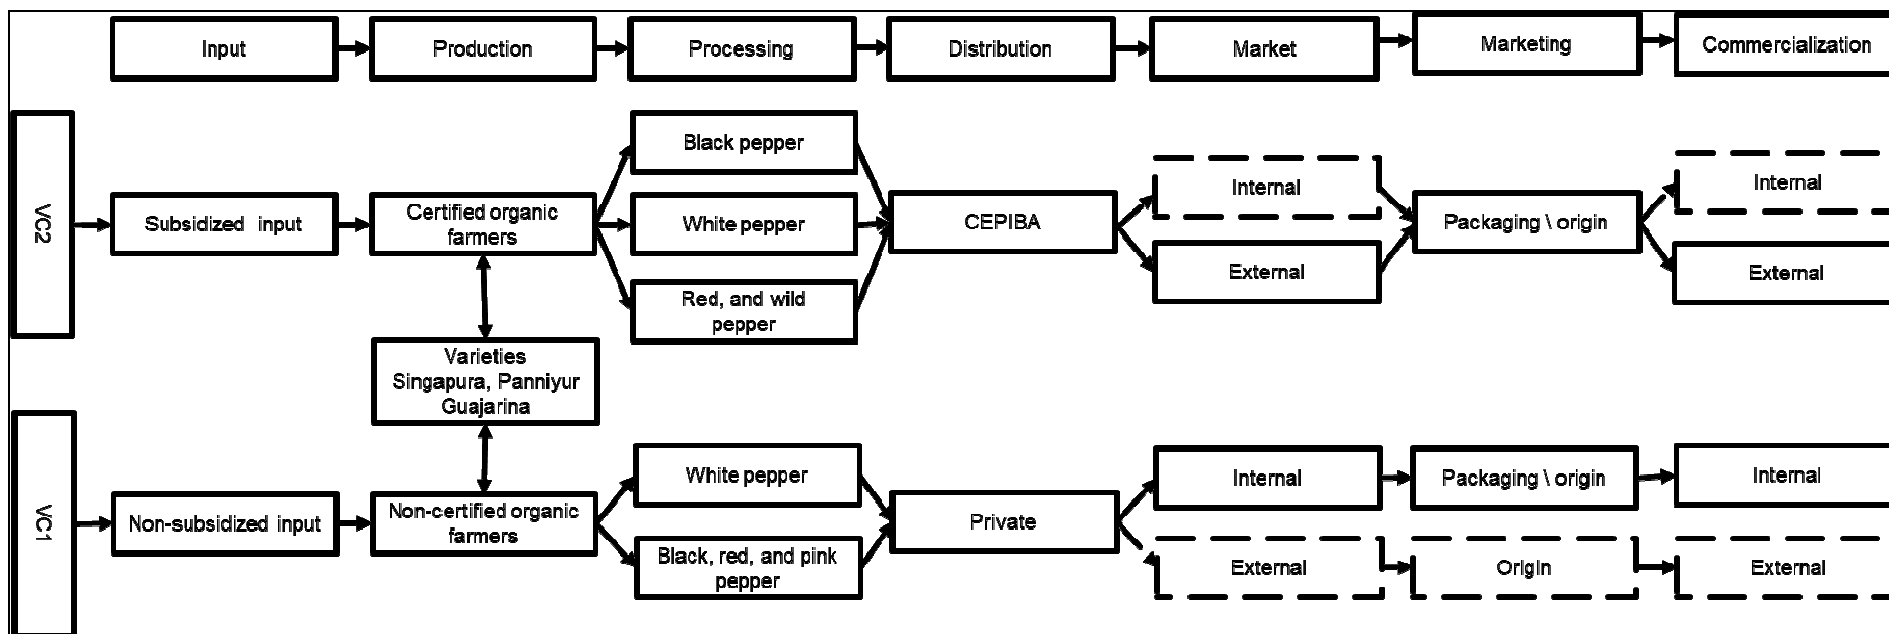 Input
Production
Processing
Distribution
Market
Marketing
Commercialization
VC2
Subsidized input
Certified organic
farmers
Black pepper
White pepper
Red, and wild
pepper
CEPIBA
Internal
External
Packaging \ origin
Internal
External
Varieties
Singapura, Panniyur
Guajarina
VC1
Non-subsidized input
Non-certified organic
farmers
White pepper
Black, red, and pink
pepper
Private
Internal
Packaging \ origin
Internal
External
Origin
External